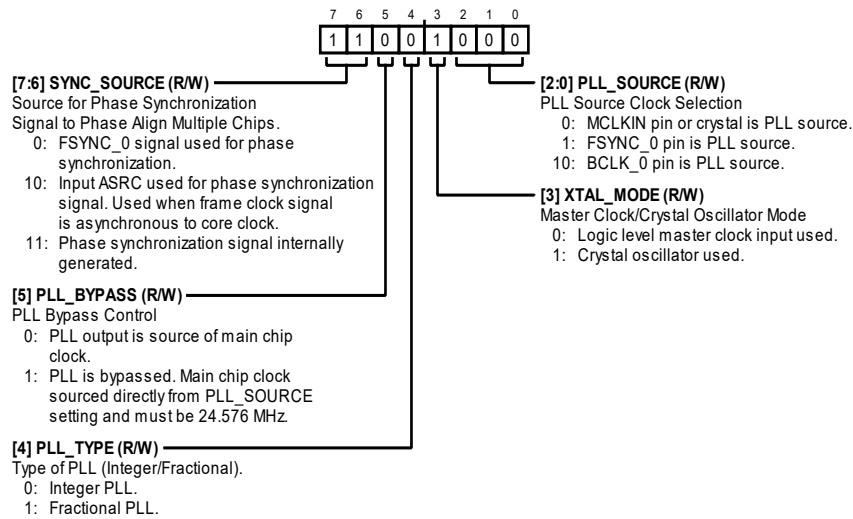 7 6 5 4 3 2 1 0
1 1 0 0 1 0 0 0
[7:6] SYNC_SOURCE (R/W)
Source for Phase Synchronization
Signal to Phase Align Multiple Chips.
0: FSYNC_0 signal used for phase
synchronization.
10: Input ASRC used for phase synchronization
signal. Used when frame clock signal
is asynchronous to core clock.
11: Phase synchronization signal internally
generated.
[5] PLL_BYPASS (R/W)
PLL Bypass Control
0: PLL output is source of main chip
clock.
1: PLL is bypassed. Main chip clock
sourced directly from PLL_SOURCE
setting and must be 24.576 MHz.
[4] PLL_TYPE (R/W)
Type of PLL (Integer/Fractional).
0: Integer PLL.
1: Fractional PLL.
[2:0] PLL_SOURCE (R/W)
PLL Source Clock Selection
0: MCLKIN pin or crystal is PLL source.
1: FSYNC_0 pin is PLL source.
10: BCLK_0 pin is PLL source.
[3] XTAL_MODE (R/W)
Master Clock/Crystal Oscillator Mode
0: Logic level master clock input used.
1: Crystal oscillator used.